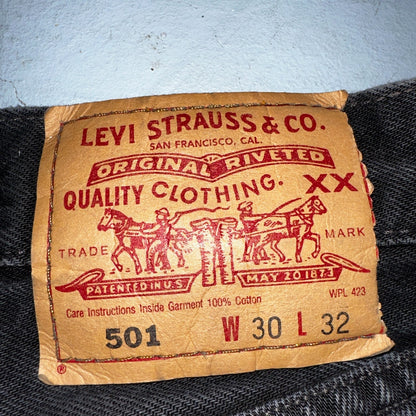 LEVI STRAUSS & CO.
SAN FRANCISCO, CAL.
ORIGINAL RIVETED
QUALITY CLOTHING. XX
TRADE MARK
PATENTED IN U.S. MAY 20 1873
Care Instructions Inside Garment 100% Cotton WPL 423
501 W 30 L 32
®